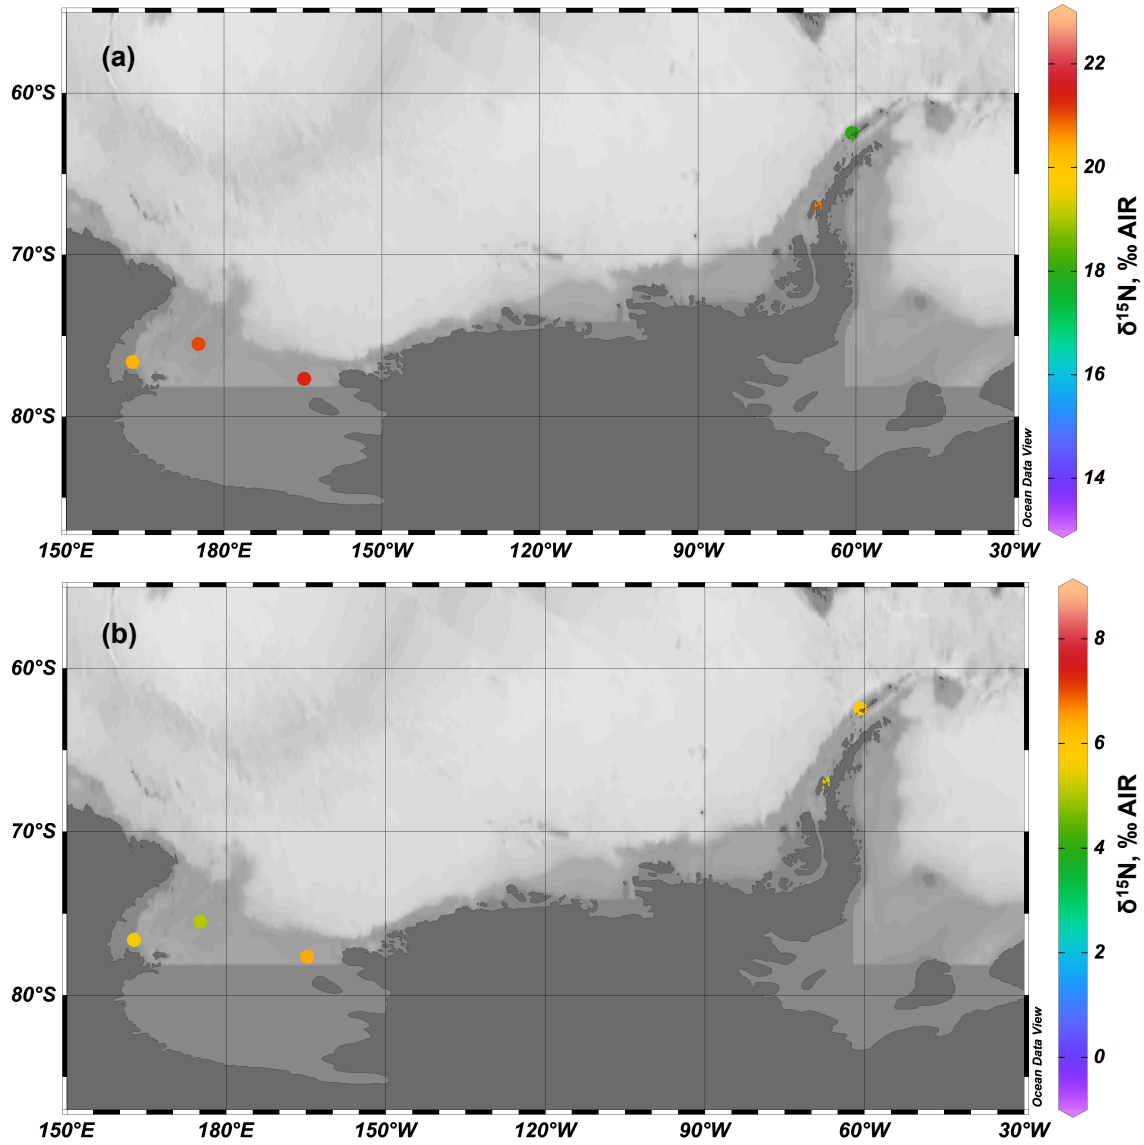 (a)
60°S
70°S
80°S
150°E 180°E 150°W 120°W 90°W 60°W 30°W
Ocean Data View
22
20
18
16
14
δ15N, ‰ AIR
(b)
60°S
70°S
80°S
150°E 180°E 150°W 120°W 90°W 60°W 30°W
Ocean Data View
8
6
4
2
0
δ15N, ‰ AIR